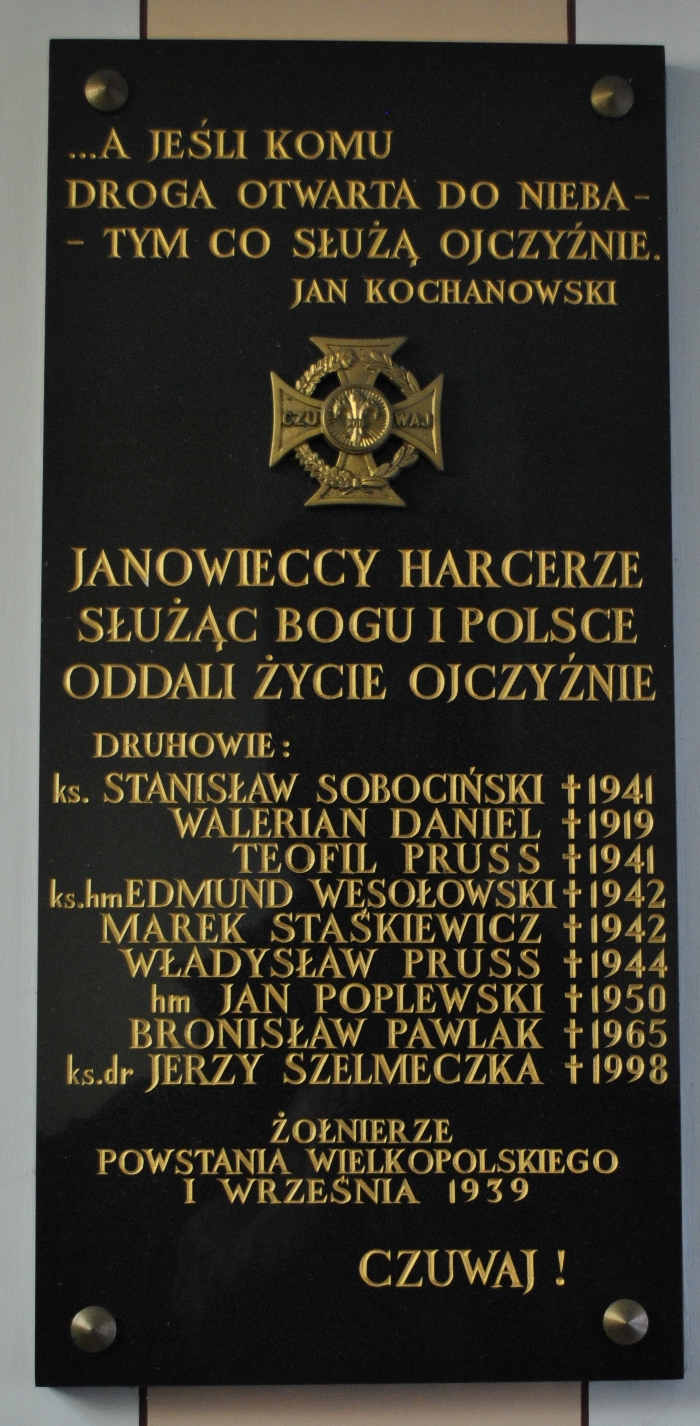 ...A JEŚLI KOMU
DROGA OTWARTA DO NIEBA -
- TYM CO SŁUŻĄ OJCZYŹNIE.
JAN KOCHANOWSKI
CZUWAJ
JANOWIECCY HARCERZE
SŁUŻĄC BOGU I POLSCE
ODDALI ŻYCIE OJCZYŹNIE
DRUHOWIE:
ks. STANISŁAW SOBOCIŃSKI †1941
WALERIAN DANIEL †1919
TEOFIL PRUSS †1941
ks.hm EDMUND WĘSOŁOWSKI †1942
MAREK STAŚKIEWICZ †1942
WŁADYSŁAW PRUSS †1944
hm JAN POPLEWSKI †1950
BRONISŁAW PAWLAK †1965
ks.dr JERZY SZELMECZKA †1998
ŻOŁNIERZE
POWSTANIA WIELKOPOLSKIEGO
I WRZEŚNIA 1939
CZUWAJ !